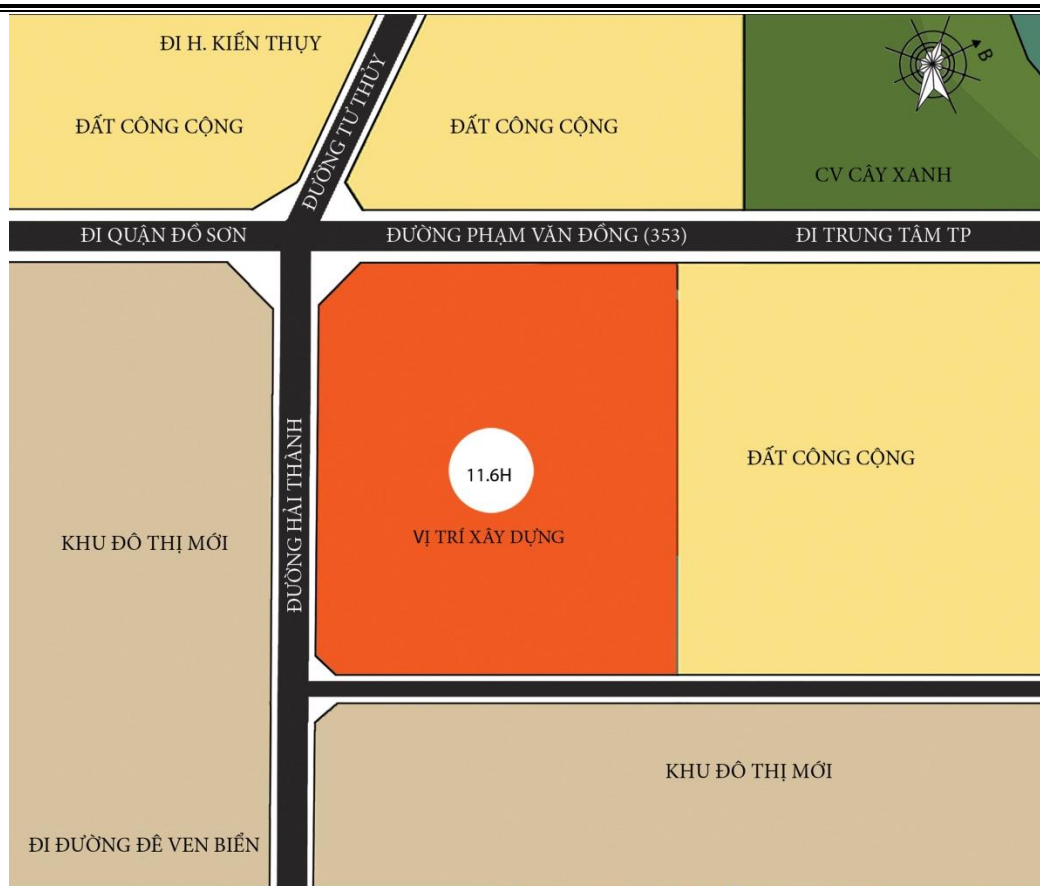 ĐI H. KIẾN THỤY
ĐẤT CÔNG CỘNG
ĐƯỜNG TƯ THỦY
ĐẤT CÔNG CỘNG
B
CV CÂY XANH
ĐI QUẬN ĐỒ SƠN
ĐƯỜNG PHẠM VĂN ĐỒNG (353)
ĐI TRUNG TÂM TP
ĐƯỜNG HẢI THÀNH
11.6H
VỊ TRÍ XÂY DỰNG
ĐẤT CÔNG CỘNG
KHU ĐÔ THỊ MỚI
KHU ĐÔ THỊ MỚI
ĐI ĐƯỜNG ĐÊ VEN BIỂN